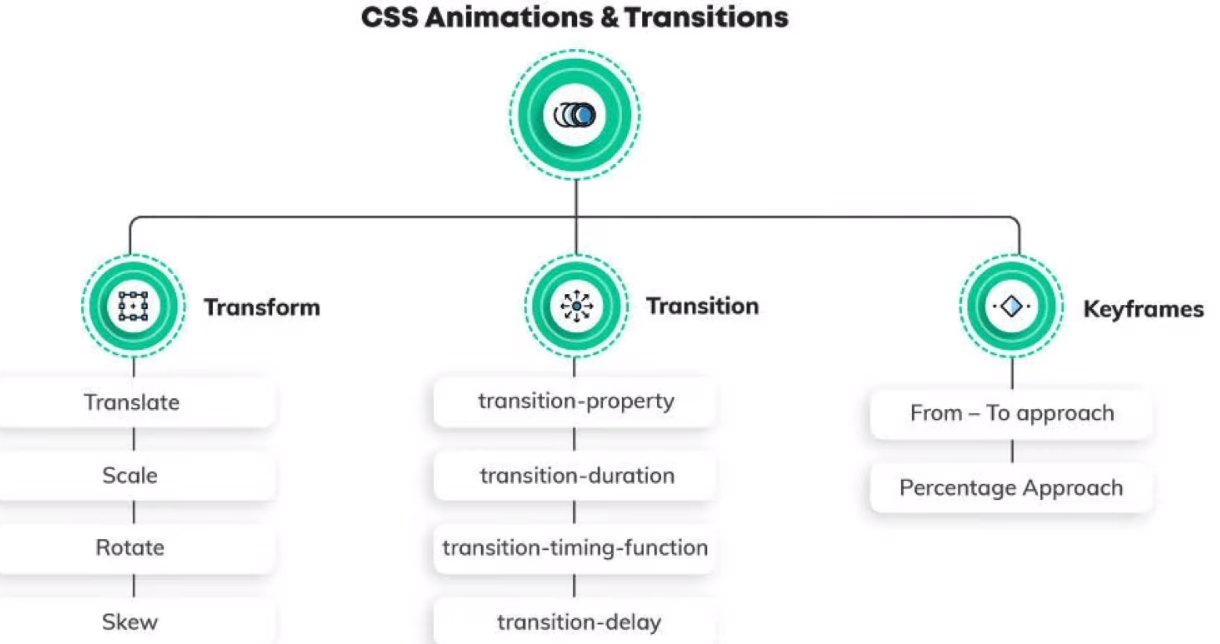 CSS Animations & Transitions
Transform
Translate
Scale
Rotate
Skew
Transition
transition-property
transition-duration
transition-timing-function
transition-delay
Keyframes
From – To approach
Percentage Approach